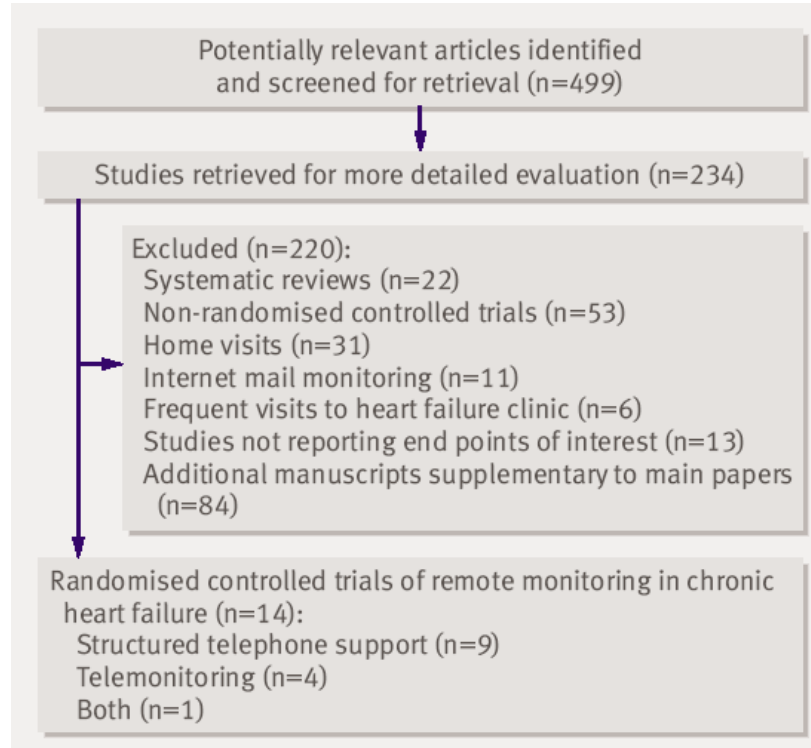 Potentially relevant articles identified
and screened for retrieval (n=499)
Studies retrieved for more detailed evaluation (n=234)
Excluded (n=220):
Systematic reviews (n=22)
Non-randomised controlled trials (n=53)
Home visits (n=31)
Internet mail monitoring (n=11)
Frequent visits to heart failure clinic (n=6)
Studies not reporting end points of interest (n=13)
Additional manuscripts supplementary to main papers
(n=84)
Randomised controlled trials of remote monitoring in chronic
heart failure (n=14):
Structured telephone support (n=9)
Telemonitoring (n=4)
Both (n=1)